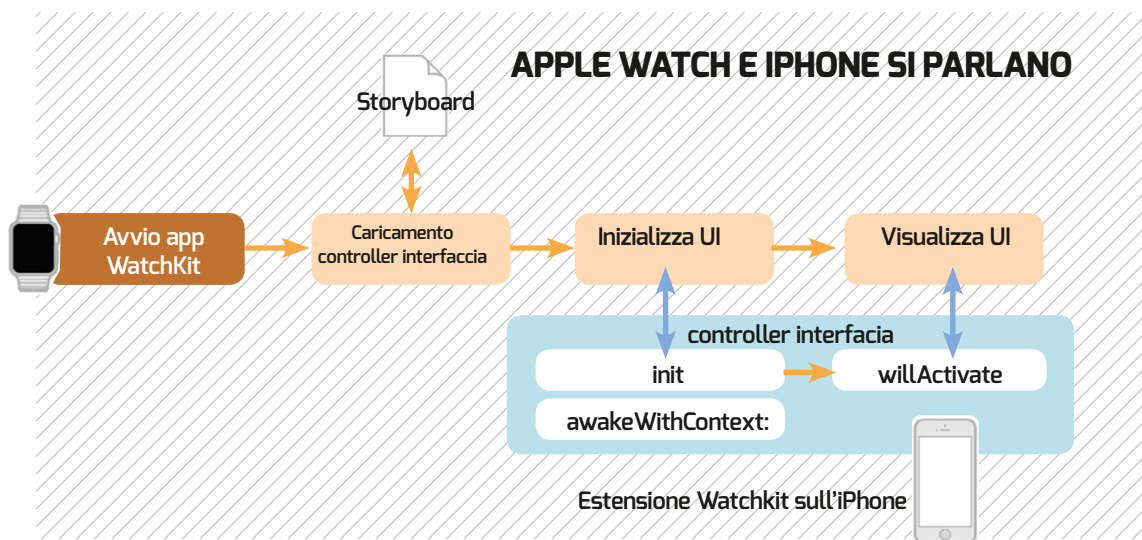 APPLE WATCH E IPHONE SI PARLANO
Storyboard
Avvio app
WatchKit
Caricamento
controller interfaccia
Inizializza UI
Visualizza UI
controller interfacia
init
willActivate
awakeWithContext:
Estensione Watchkit sull'iPhone